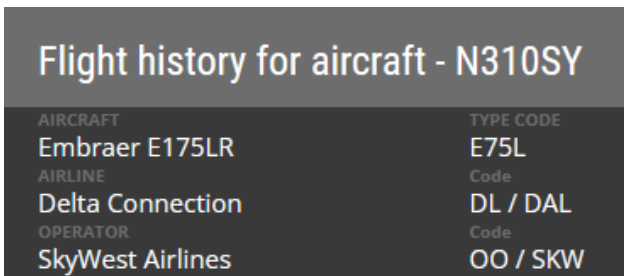 Flight history for aircraft - N310SY
AIRCRAFT TYPE CODE
Embraer E175LR E75L
AIRLINE Code
Delta Connection DL / DAL
OPERATOR Code
SkyWest Airlines OO / SKW